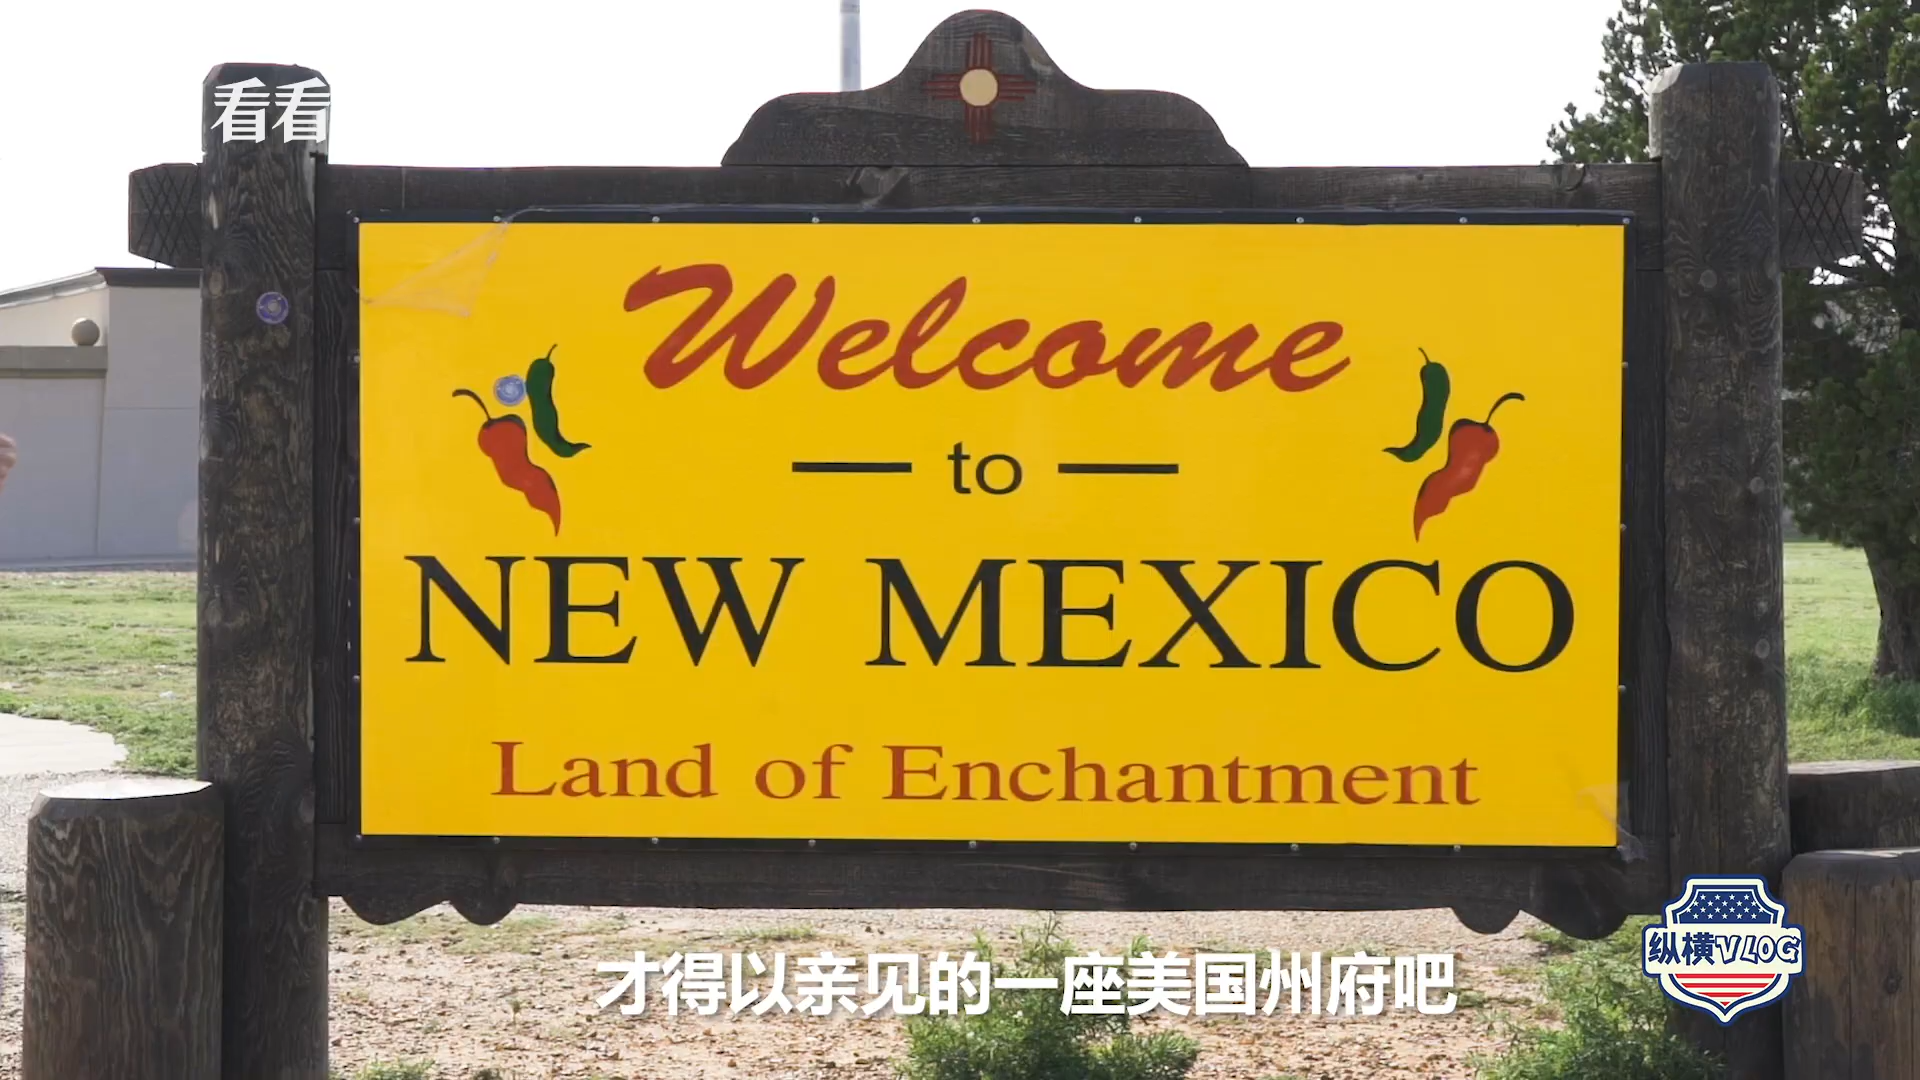 看看
Welcome
to
NEW MEXICO
Land of Enchantment
纵横VLOG
才得以亲见的一座美国州府吧